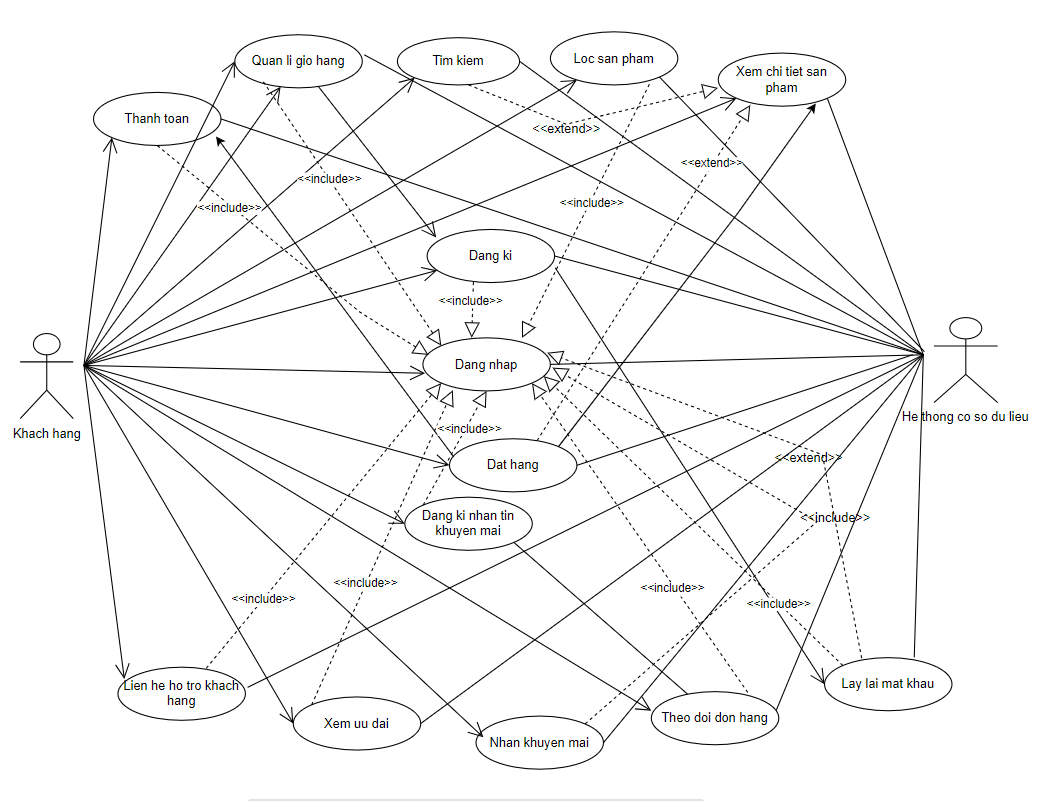 Quan li gio hang
Tim kiem
Loc san pham
Xem chi tiet san
pham
Thanh toan
<<extend>>
<<extend>>
<<include>>
<<include>>
<<include>>
Dang ki
<<include>>
Dang nhap
Khach hang
He thong co so du lieu
<<include>>
Dat hang
<<extend>>
Dang ki nhan tin
khuyen mai
<<include>>
<<include>>
<<include>>
<<include>>
<<include>>
Lien he ho tro khach
hang
Lay lai mat khau
Xem uu dai
Theo doi don hang
Nhan khuyen mai